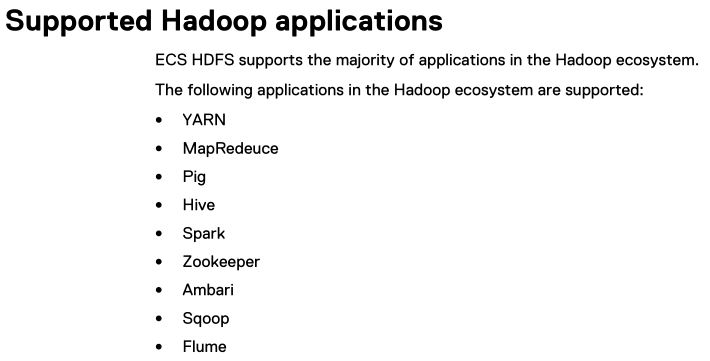 Supported Hadoop applications
ECS HDFS supports the majority of applications in the Hadoop ecosystem.
The following applications in the Hadoop ecosystem are supported:
• YARN
• MapRedeuce
• Pig
• Hive
• Spark
• Zookeeper
• Ambari
• Sqoop
• Flume